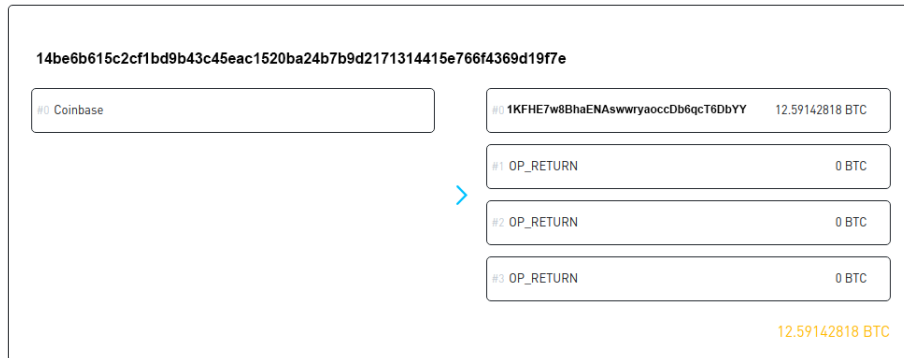 14be6b615c2cf1bd9b43c45eac1520ba24b7b9d2171314415e766f4369d19f7e
#0 Coinbase
#0 1KFHE7w8BhaENAswwryaoccDb6qcT6DbYY 12.59142818 BTC
#1 OP_RETURN 0 BTC
#2 OP_RETURN 0 BTC
#3 OP_RETURN 0 BTC
12.59142818 BTC